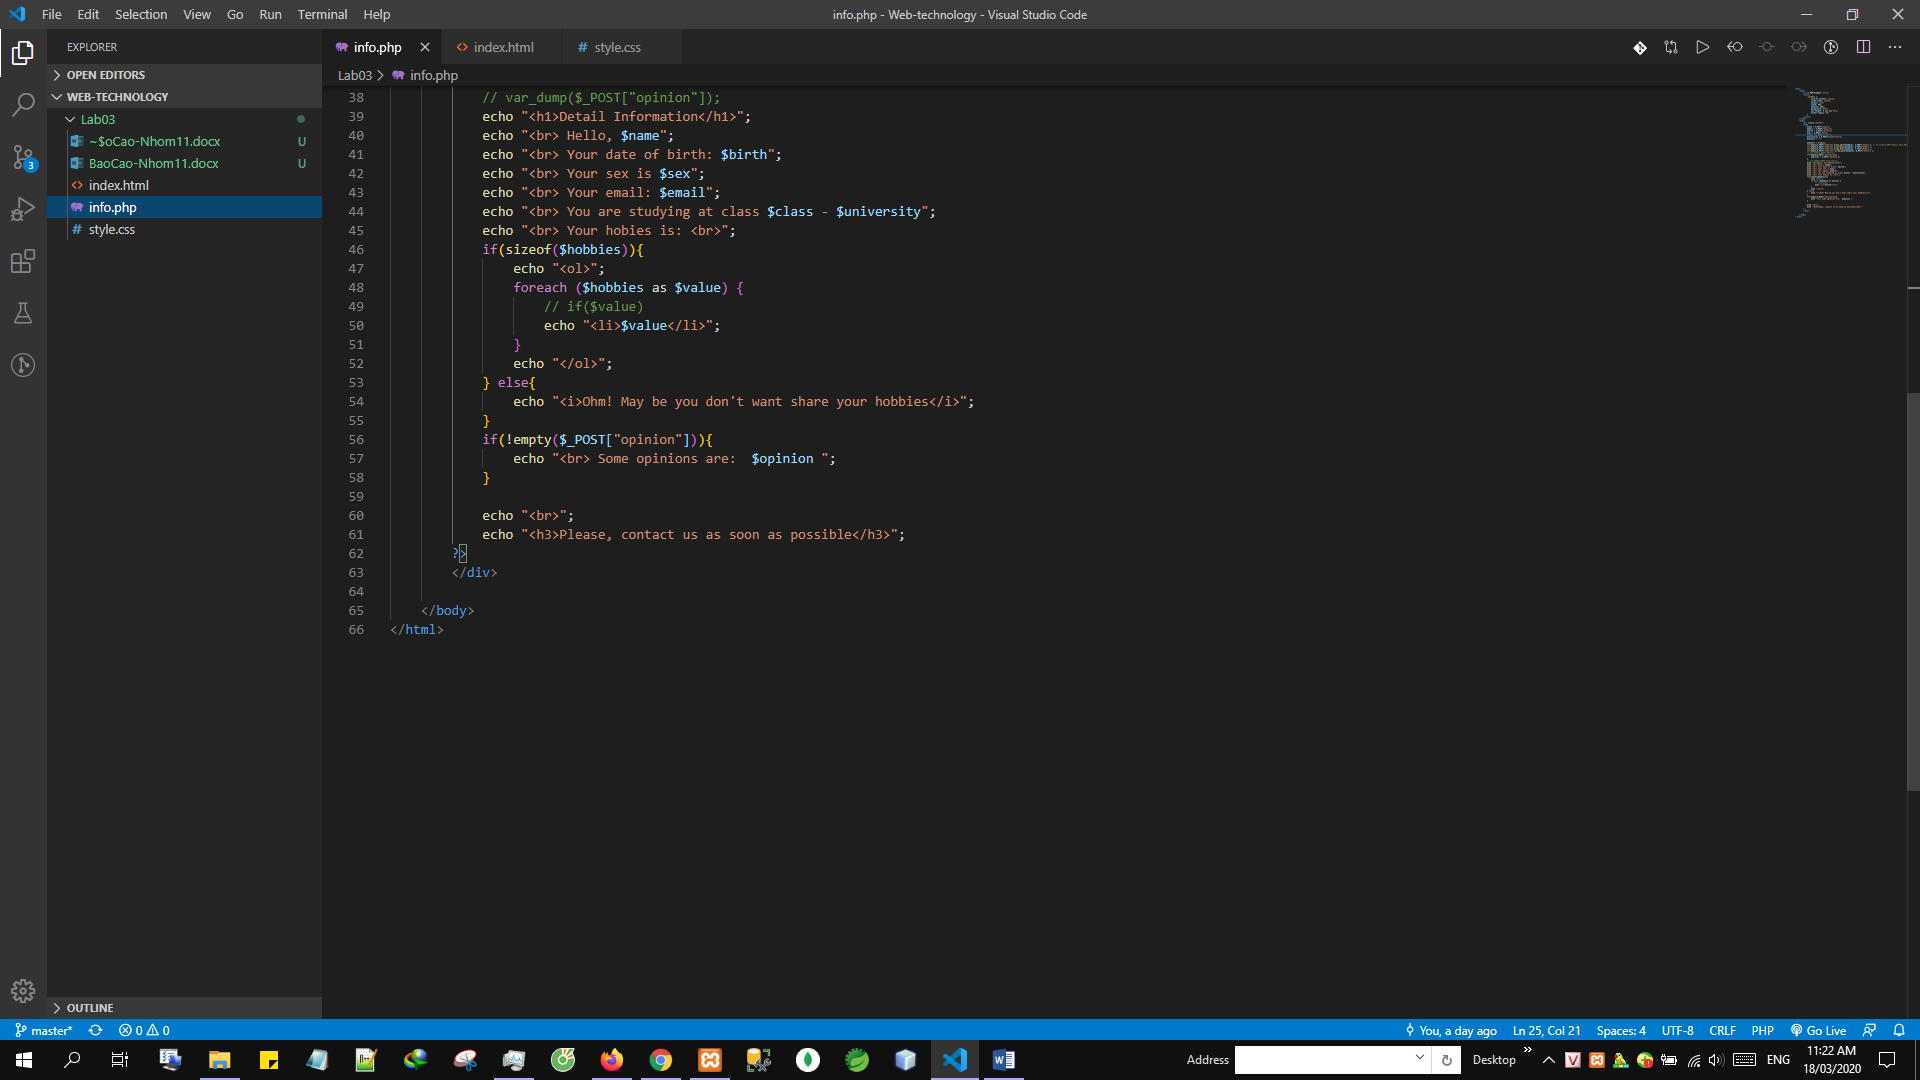 File Edit Selection View Go Run Terminal Help
info.php - Web-technology - Visual Studio Code
EXPLORER
OPEN EDITORS
WEB-TECHNOLOGY
Lab03
~$oCao-Nhom11.docx U
BaoCao-Nhom11.docx U
index.html
info.php
style.css
OUTLINE
3
info.php index.html style.css
Lab03 info.php
38 // var_dump($_POST["opinion"]);
39 echo "<h1>Detail Information</h1>";
40 echo "<br> Hello, $name";
41 echo "<br> Your date of birth: $birth";
42 echo "<br> Your sex is $sex";
43 echo "<br> Your email: $email";
44 echo "<br> You are studying at class $class - $university";
45 echo "<br> Your hobies is: <br>";
46 if(sizeof($hobbies)){
47 echo "<ol>";
48 foreach ($hobbies as $value) {
49 // if($value)
50 echo "<li>$value</li>";
51 }
52 echo "</ol>";
53 } else{
54 echo "<i>Ohm! May be you don't want share your hobbies</i>";
55 }
56 if(!empty($_POST["opinion"])){
57 echo "<br> Some opinions are:  $opinion ";
58 }
59
60 echo "<br>";
61 echo "<h3>Please, contact us as soon as possible</h3>";
62 ?>
63 </div>
64
65 </body>
66 </html>
master* 0 0
You, a day ago Ln 25, Col 21 Spaces: 4 UTF-8 CRLF PHP Go Live
Address Desktop ENG
11:22 AM
18/03/2020